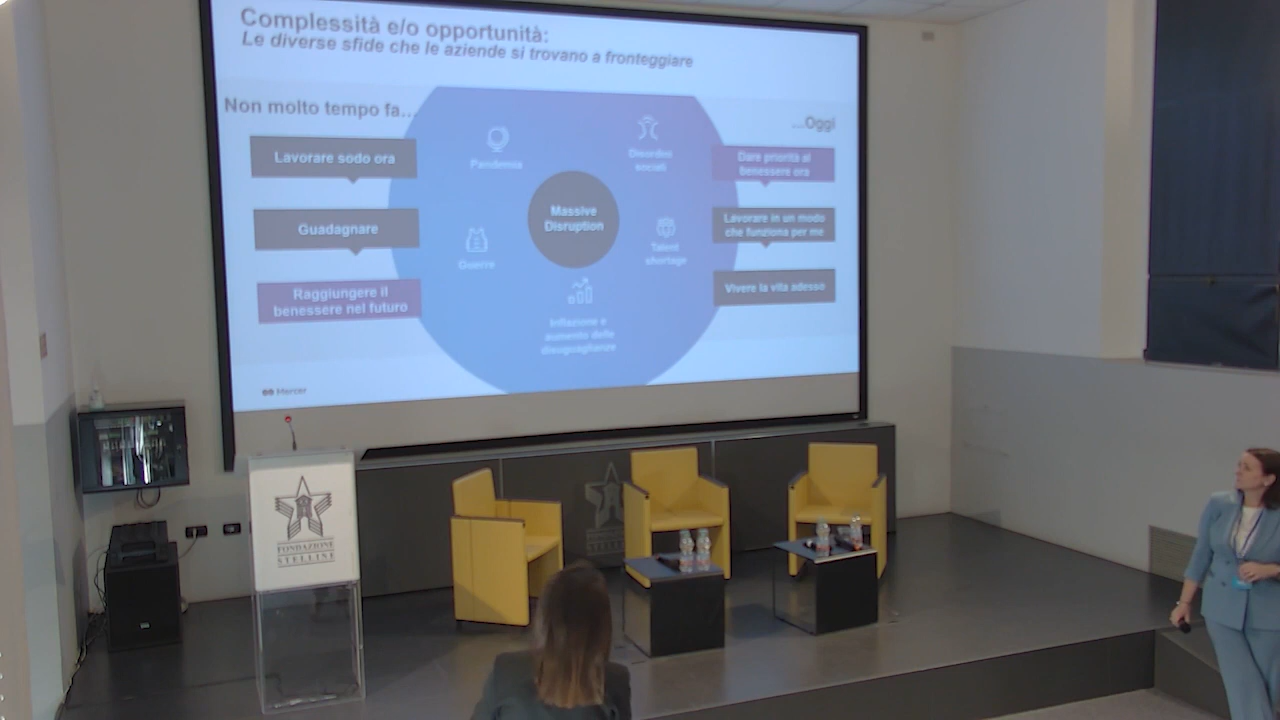 Complessità e/o opportunità:
Le diverse sfide che le aziende si trovano a fronteggiare
Non molto tempo fa...
...Oggi
Lavorare sodo ora
Guadagnare
Raggiungere il
benessere nel futuro
Pandemia
Disordini
sociali
Massive
Disruption
Guerre
Talent
shortage
Inflazione e
aumento delle
disuguaglianze
Dare priorità al
benessere ora
Lavorare in un modo
che funziona per me
Vivere la vita adesso
Mercer
FONDAZIONE
STELLINE